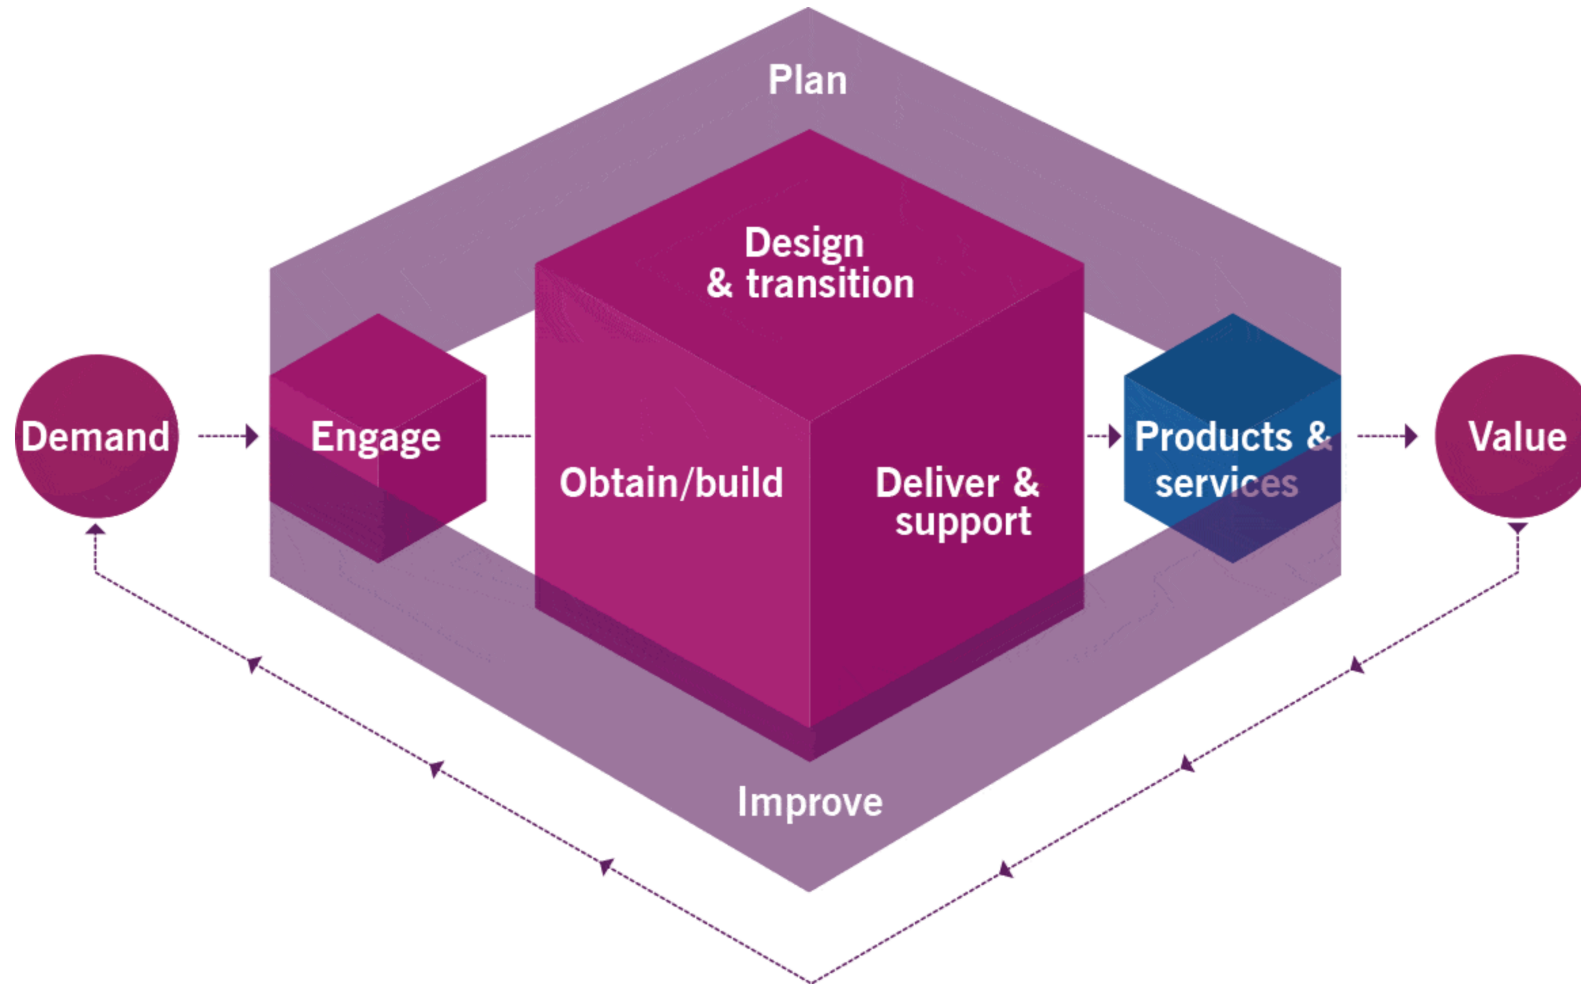 Plan
Design
& transition
Demand
Engage
Obtain/build
Deliver &
support
Products &
services
Value
Improve